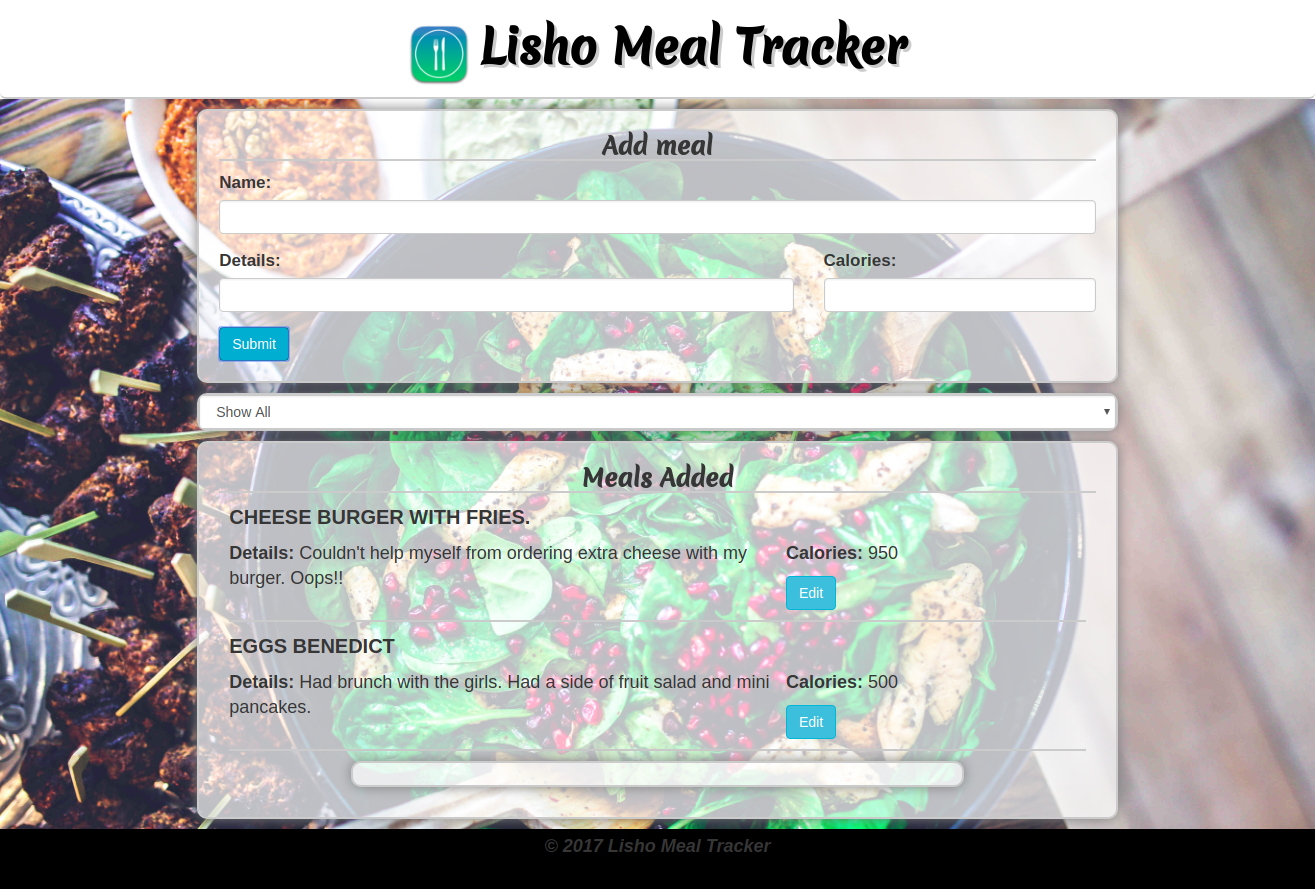 Lisho Meal Tracker
Add meal
Name:
Details:
Calories:
Submit
Show All
Meals Added
CHEESE BURGER WITH FRIES.
Details: Couldn't help myself from ordering extra cheese with my
burger. Oops!!
Calories: 950
Edit
EGGS BENEDICT
Details: Had brunch with the girls. Had a side of fruit salad and mini
pancakes.
Calories: 500
Edit
© 2017 Lisho Meal Tracker